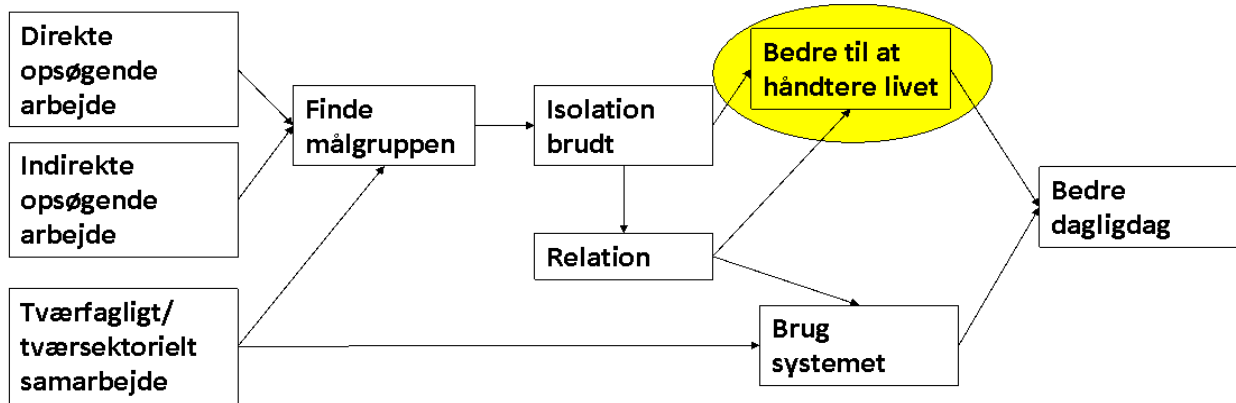 Direkte
opsøgende
arbejde
Indirekte
opsøgende
arbejde
Tværfagligt/
tværsektorielt
samarbejde
Finde
målgruppen
Isolation
brudt
Relation
Bedre til at
håndtere livet
Brug
systemet
Bedre
dagligdag